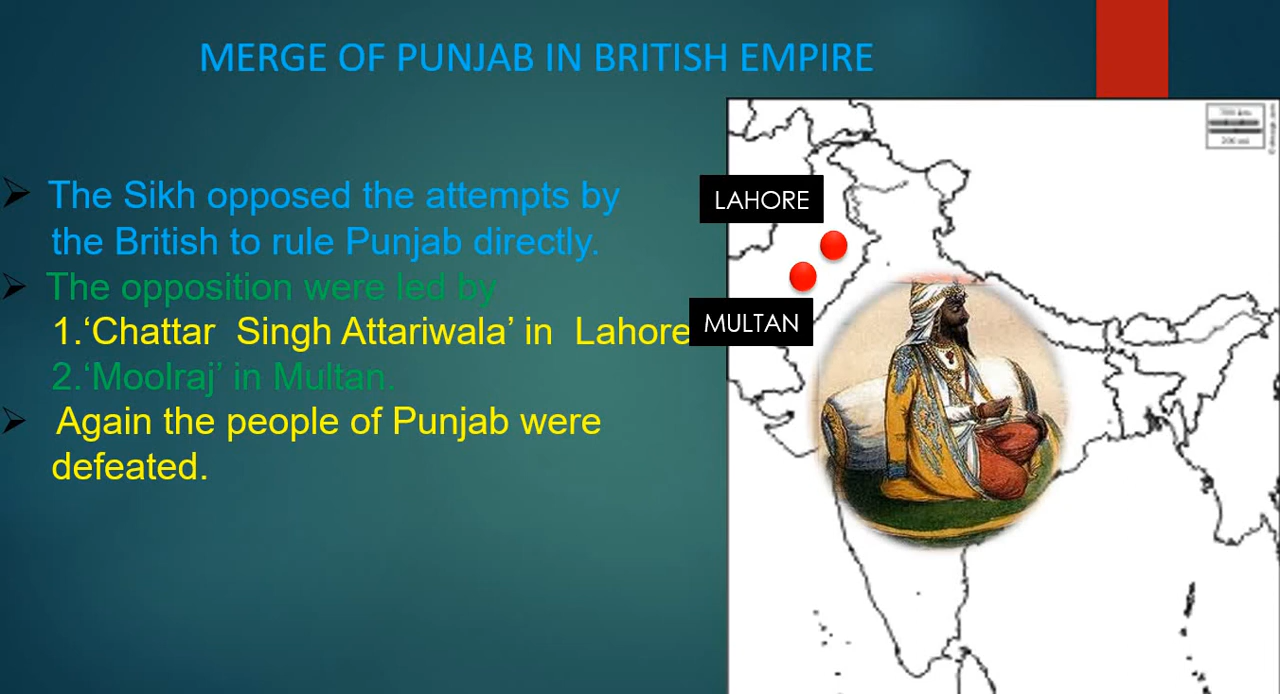 MERGE OF PUNJAB IN BRITISH EMPIRE
The Sikh opposed the attempts by
the British to rule Punjab directly.
The opposition were led by
1.‘Chattar Singh Attariwala’ in Lahore
2.‘Moolraj’ in Multan.
Again the people of Punjab were
defeated.
LAHORE
MULTAN